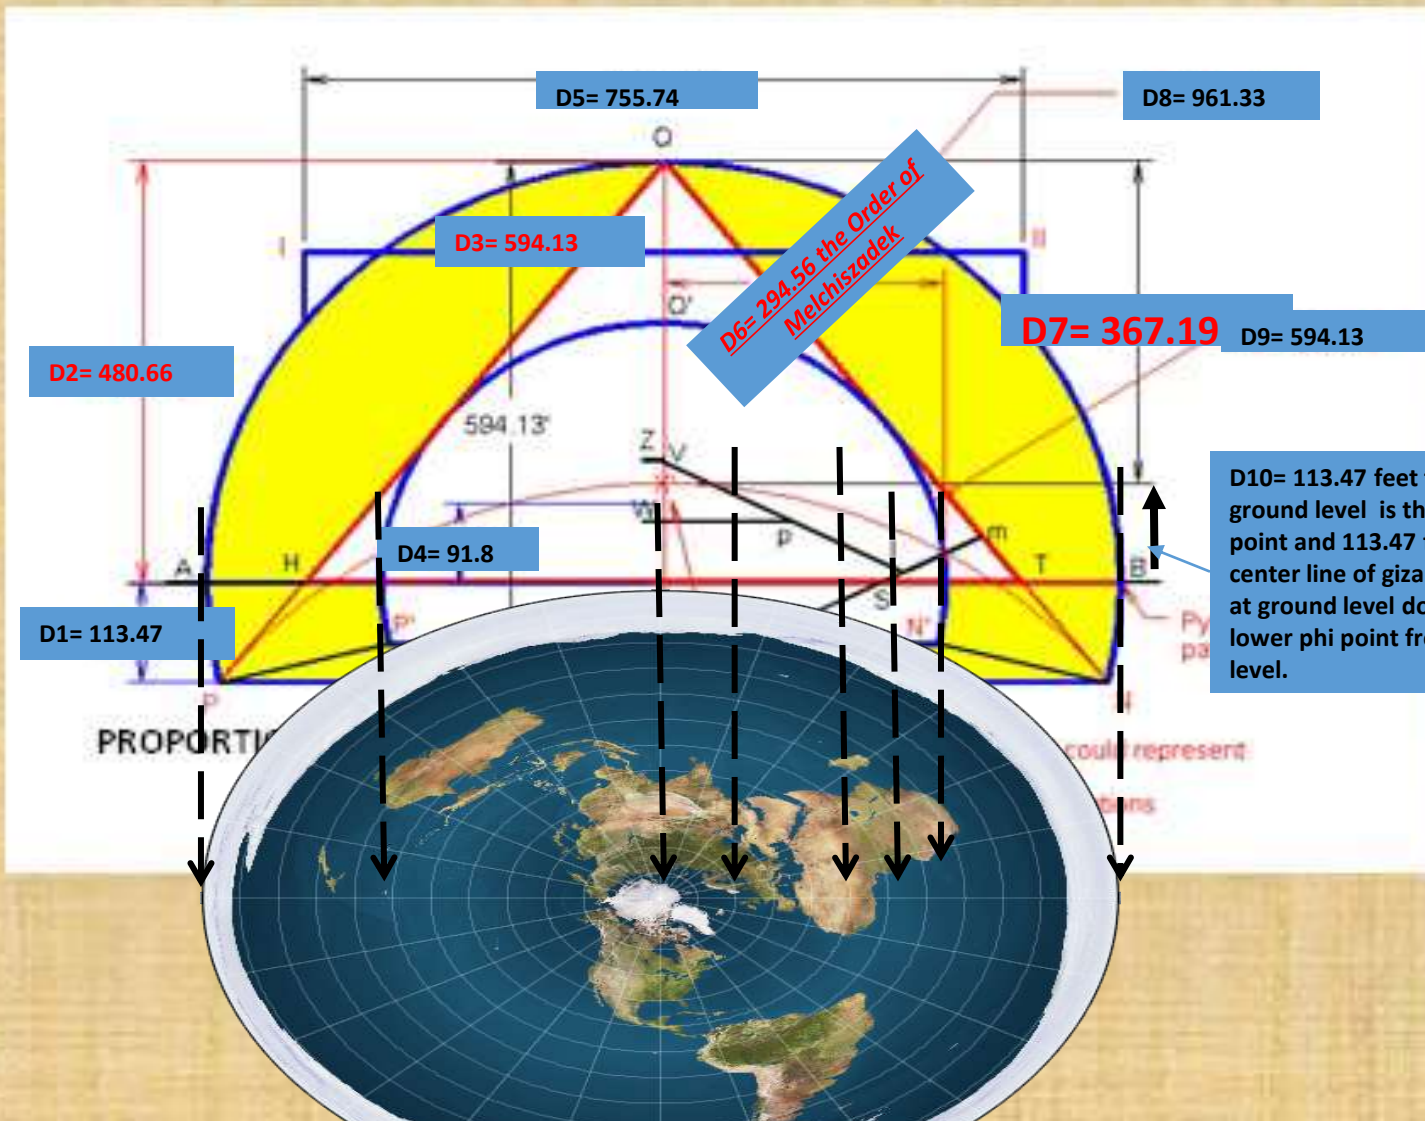 D5= 755.74
D8= 961.33
O
I
II
D3= 594.13
D6= 294.56 the Order of
Melchiszadek
O'
D7= 367.19
D9= 594.13
D2= 480.66
594.13'
Z V
W
p
m
D10= 113.47 feet
ground level is th
point and 113.47
center line of giza
at ground level do
lower phi point fr
level.
A
H
D4= 91.8
T
B
S
D1= 113.47
P'
N'
Py
pa
P
N
PROPORTI
could represent